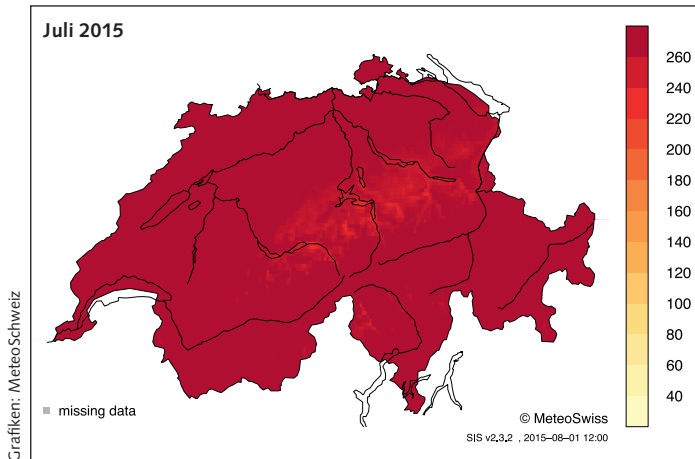 Juli 2015
260
240
220
200
180
160
140
120
100
80
60
40
missing data
© MeteoSwiss
SIS v2.3.2 , 2015–08–01 12:00
Grafiken: MeteoSchweiz